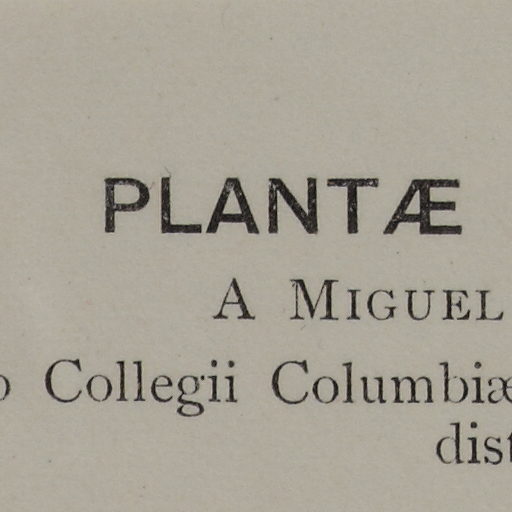 PLANTÆ
A MIGUEL
o Collegii Columbiæ
dist